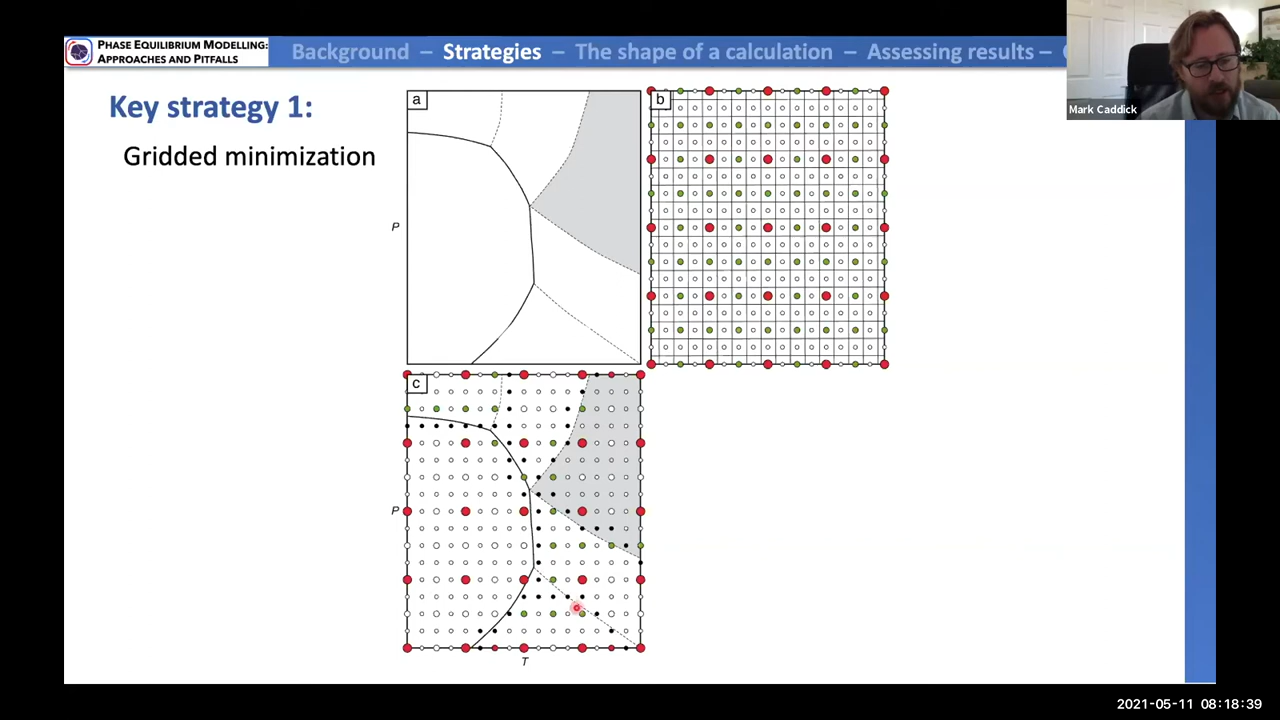 PHASE EQUILIBRIUM MODELLING:
APPROACHES AND PITFALLS
Background – Strategies – The shape of a calculation – Assessing results –
Mark Caddick
Key strategy 1:
Gridded minimization
a
b
P
c
P
T
2021-05-11 08:18:39